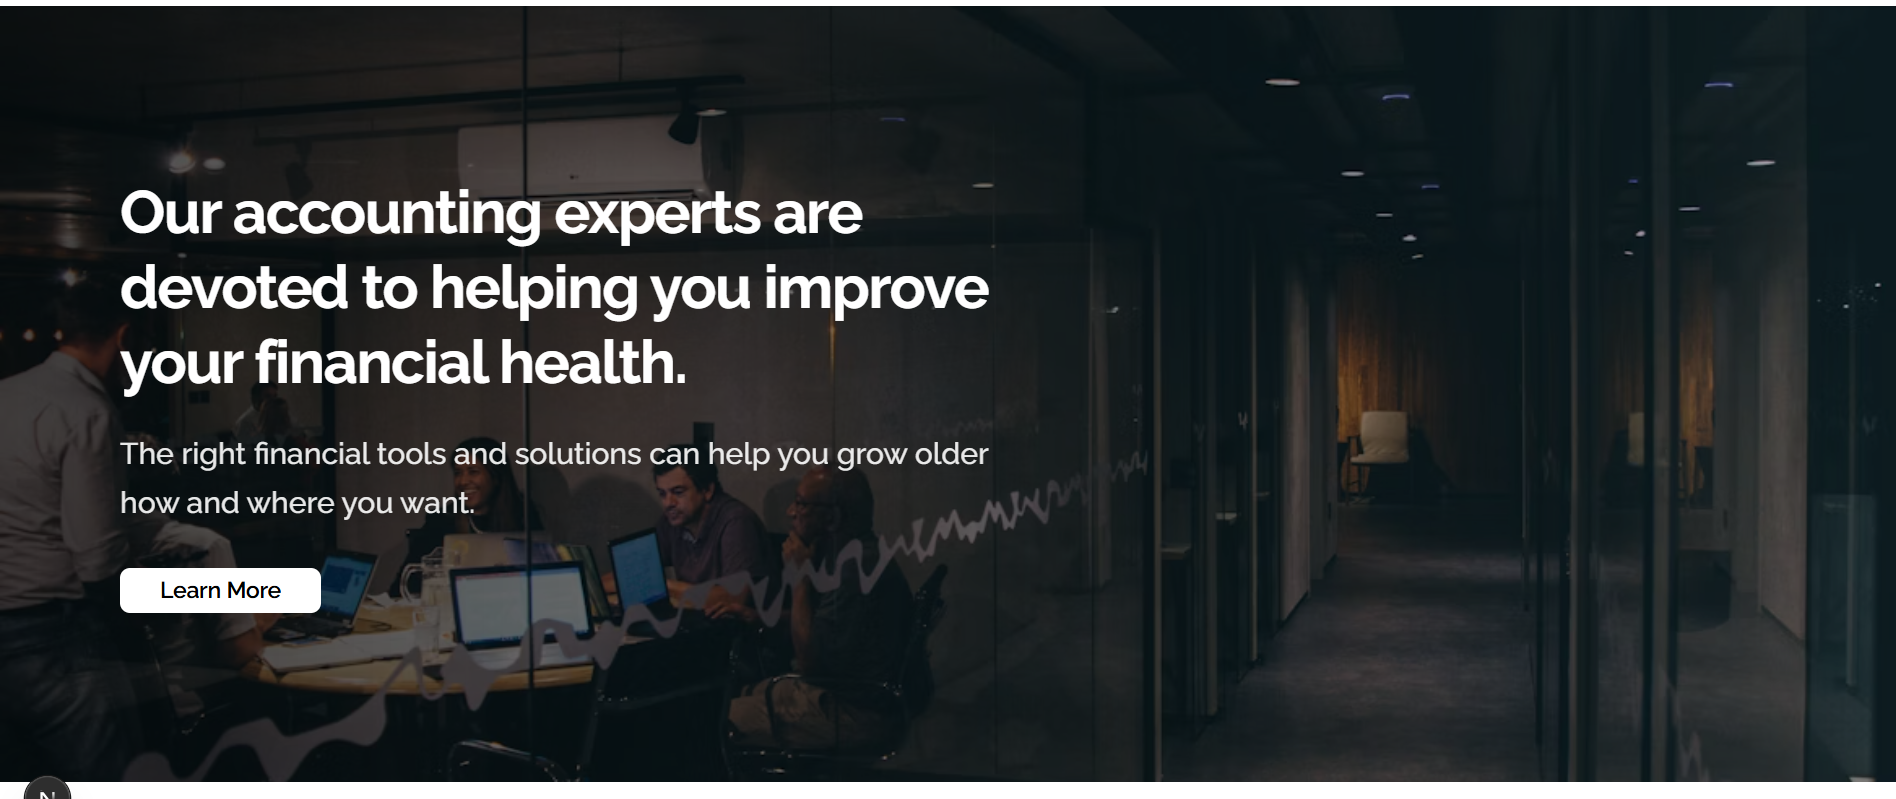 Our accounting experts are
devoted to helping you improve
your financial health.
The right financial tools and solutions can help you grow older
how and where you want.
Learn More